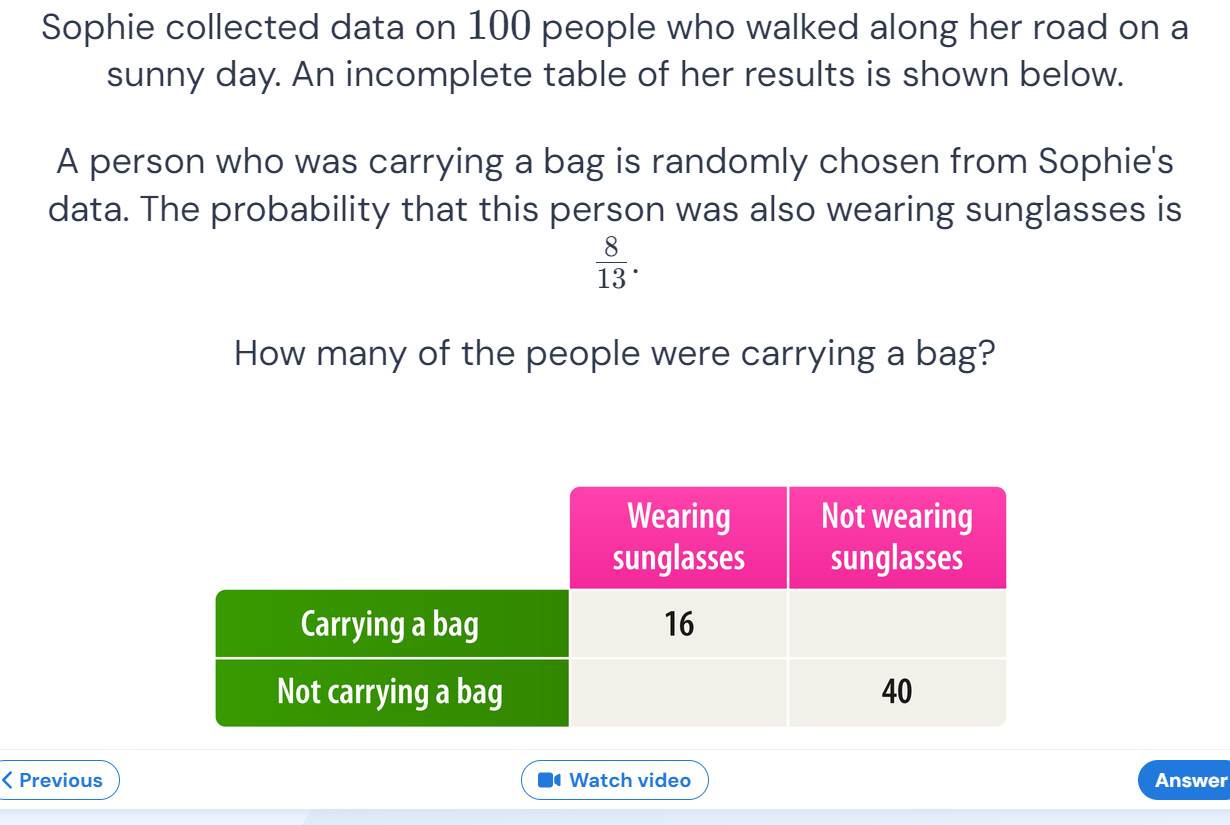 Sophie collected data on 100 people who walked along her road on a
sunny day. An incomplete table of her results is shown below.
A person who was carrying a bag is randomly chosen from Sophie's
data. The probability that this person was also wearing sunglasses is
8
13.
How many of the people were carrying a bag?
Wearing sunglasses
Not wearing sunglasses
Carrying a bag 16
Not carrying a bag 40
Previous
Watch video
Answer